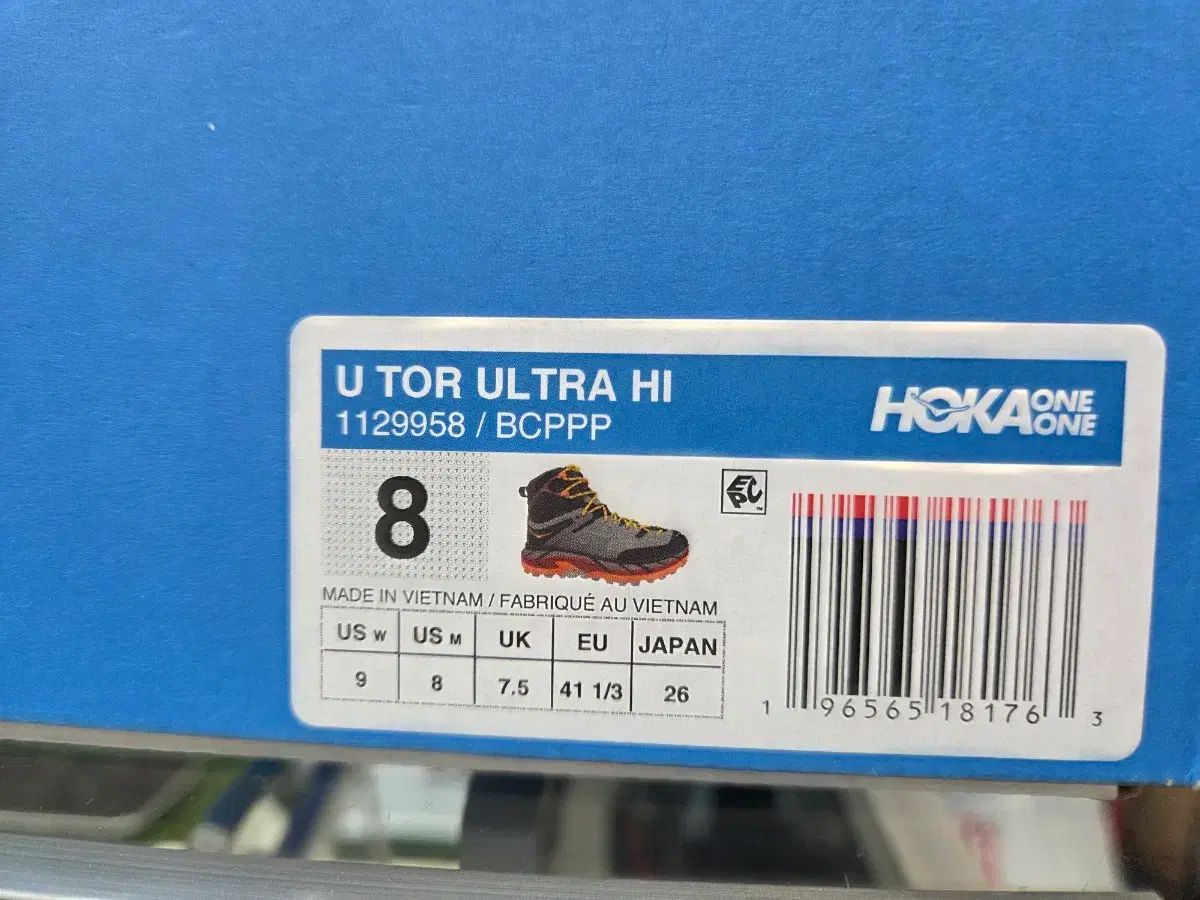 U TOR ULTRA HI
1129958 / BCPPP
HOKA ONE ONE
8
EPC™
MADE IN VIETNAM / FABRIQUÉ AU VIETNAM
US W US M UK EU JAPAN
9 8 7.5 41 1/3 26
1 96565 18176 3